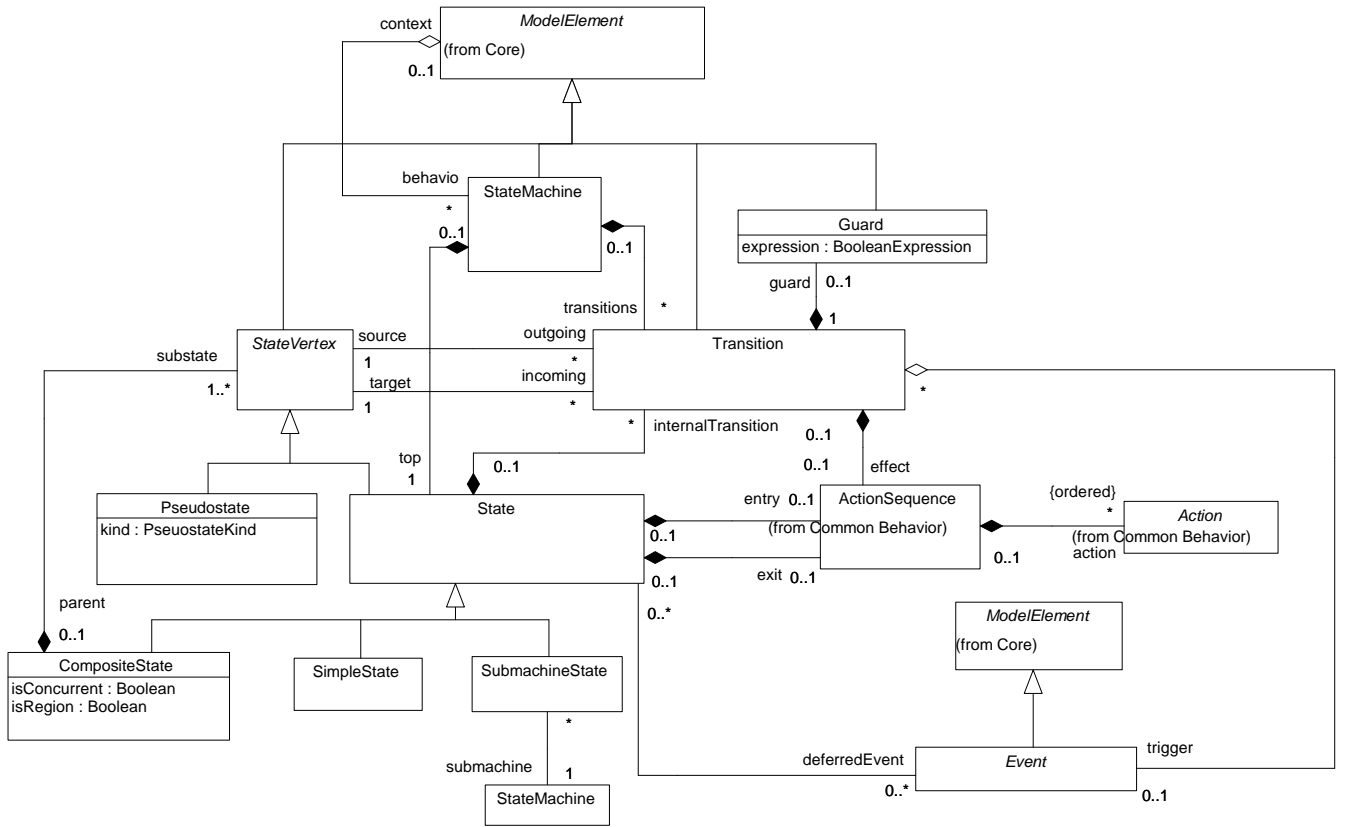 context
ModelElement
(from Core)
0..1
behavio
*
StateMachine
0..1
0..1
Guard
expression : BooleanExpression
guard
0..1
1
transitions
*
substate
1..*
StateVertex
source
1
target
1
outgoing
*
incoming
*
Transition
*
*
internalTransition
0..1
0..1
0..1
effect
top
1
Pseudostate
kind : PseuostateKind
State
entry
0..1
0..1
exit
0..1
0..1
0..*
ActionSequence
(from Common Behavior)
0..1
{ordered}
*
Action
(from Common Behavior)
action
parent
0..1
CompositeState
isConcurrent : Boolean
isRegion : Boolean
SimpleState
SubmachineState
*
submachine
1
StateMachine
ModelElement
(from Core)
deferredEvent
0..*
Event
trigger
0..1